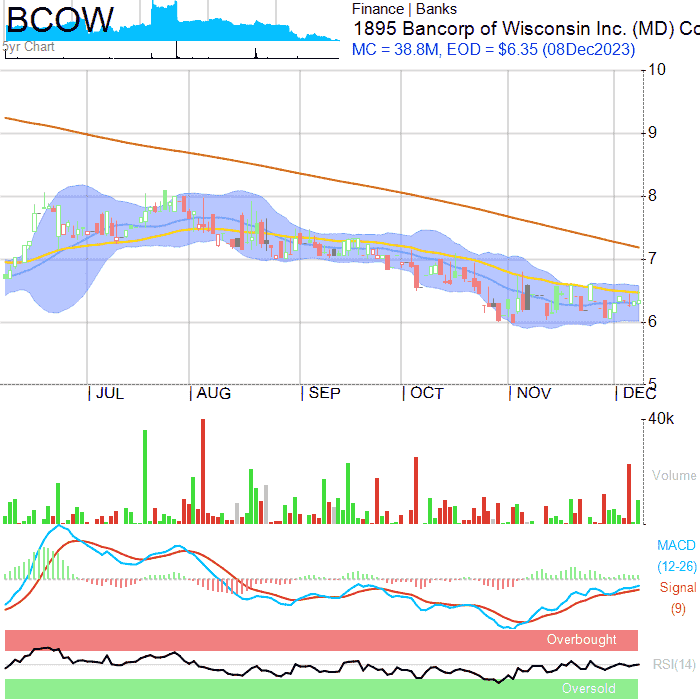 BCOW
5yr Chart
Finance | Banks
1895 Bancorp of Wisconsin Inc. (MD) Co
MC = 38.8M, EOD = $6.35 (08Dec2023)
10
9
8
7
6
5
JUL AUG SEP OCT NOV DEC
40k
Volume
MACD
(12-26)
Signal
(9)
Overbought
RSI(14)
Oversold